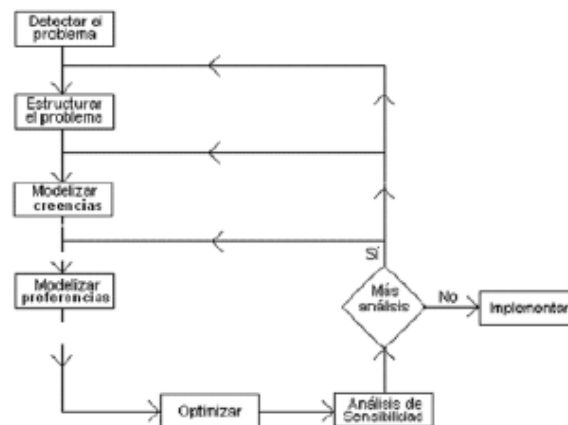 Detectar el
problema
Estructurar
el problema
Modelizar
creencias
Modelizar
preferencias
Optimizar
Análisis de
Sensibilidad
Más
análisis
Sí
No
Implementar